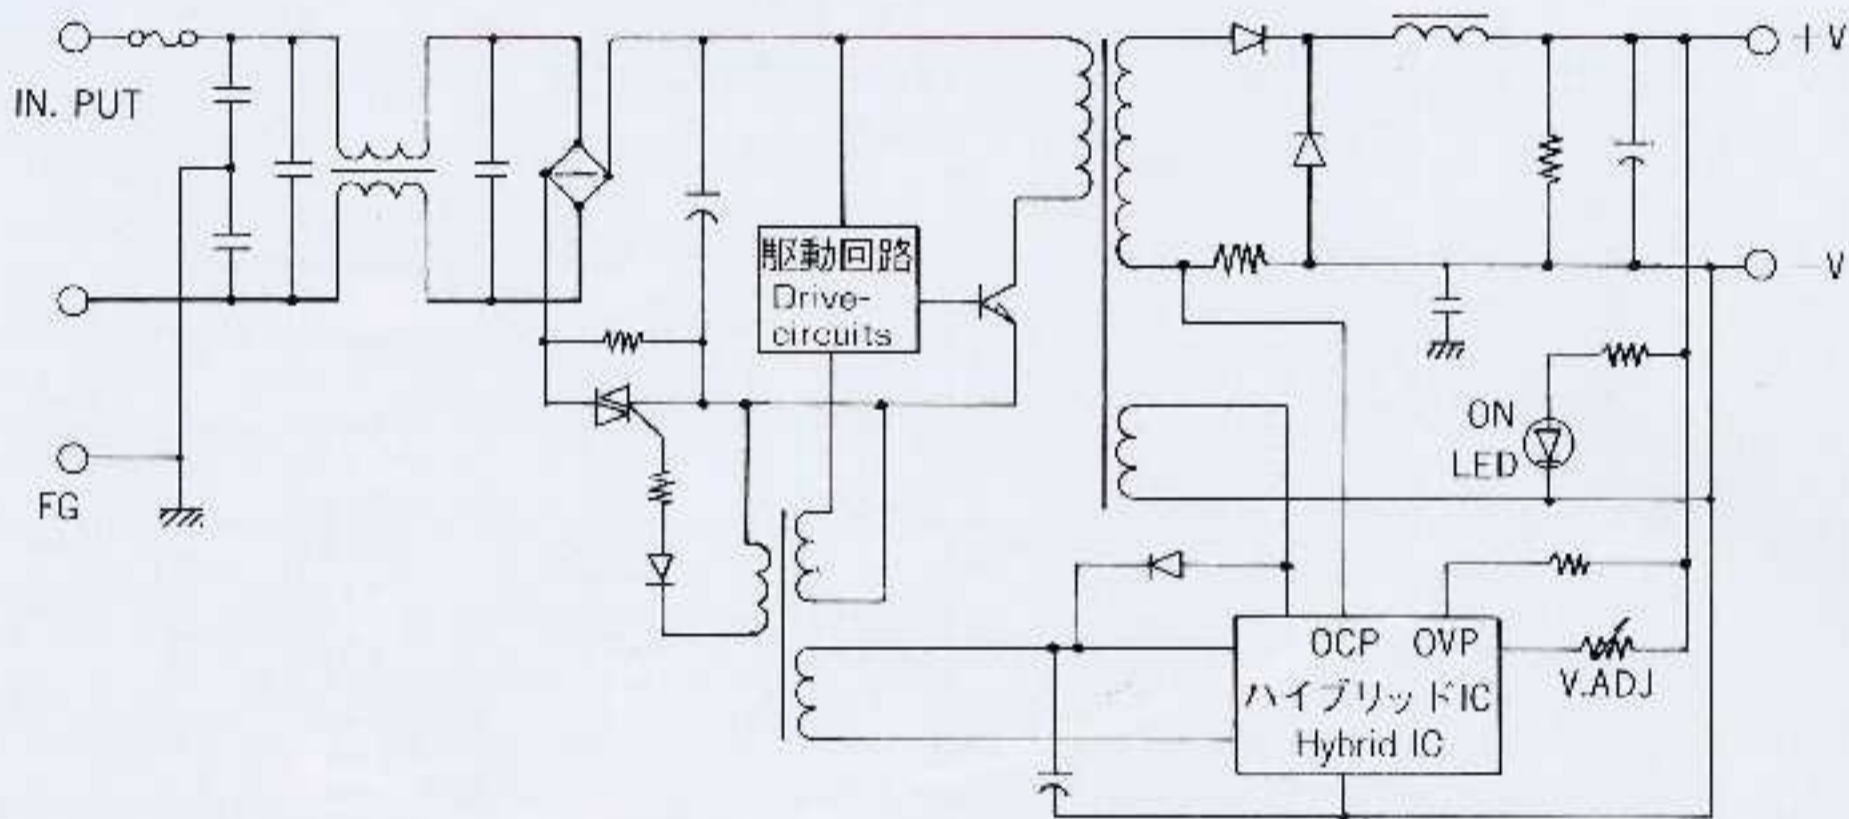 IN. PUT
FG
駆動回路
Drive-
circuits
+V
-V
ON
LED
OCP OVP
ハイブリッドIC
Hybrid IC
V.ADJ